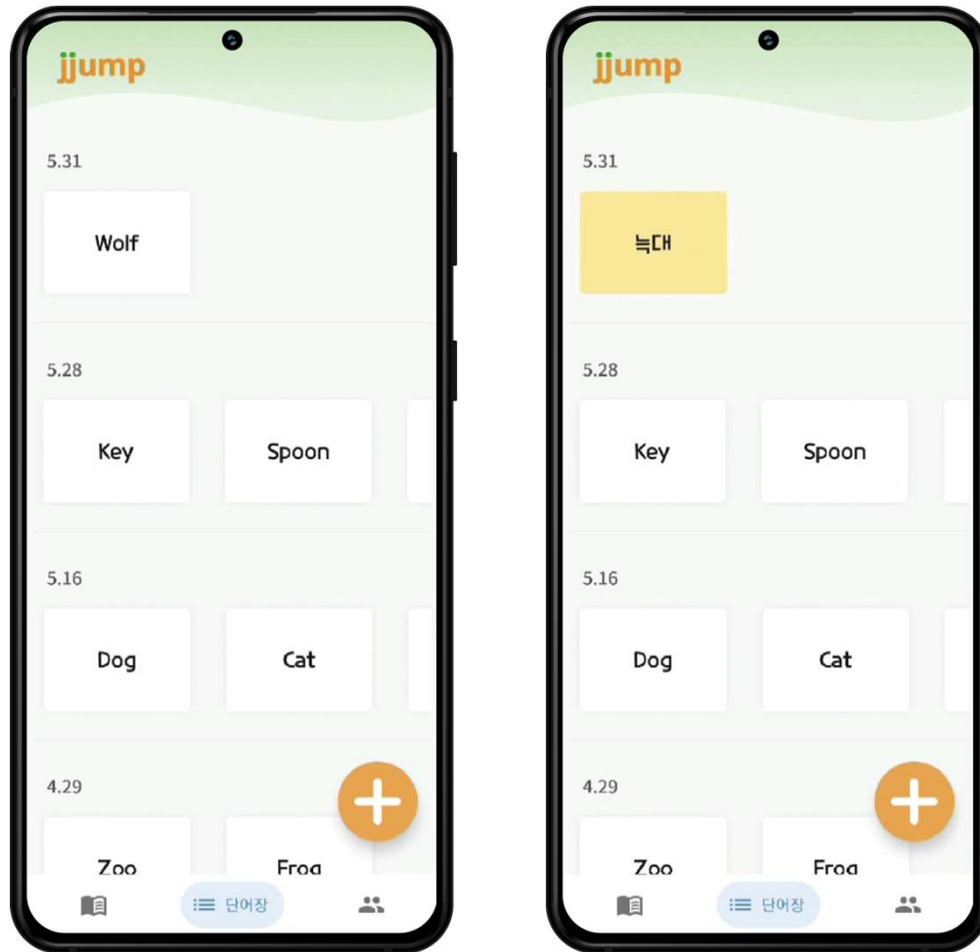 jjump
5.31
Wolf
5.28
Key
Spoon
5.16
Dog
Cat
4.29
Zoo
Frog
단어장
jjump
5.31
늑대
5.28
Key
Spoon
5.16
Dog
Cat
4.29
Zoo
Frog
단어장